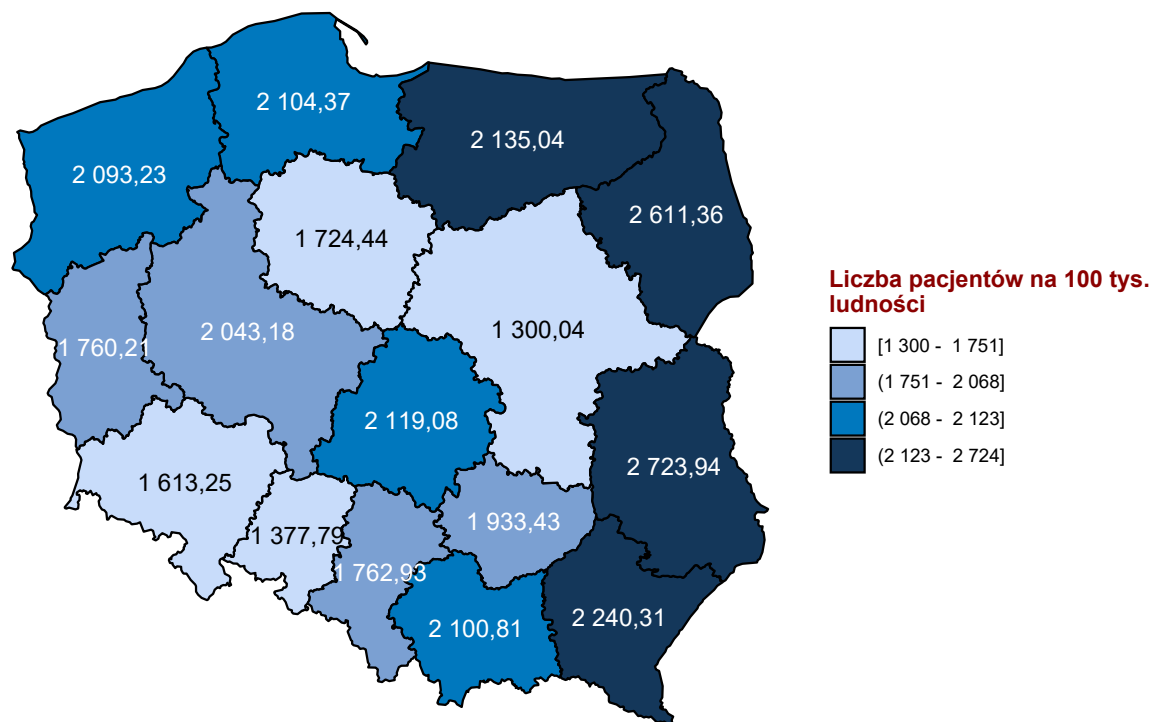 2 104,37
2 135,04
2 093,23
2 611,36
1 724,44
Liczba pacjentów na 100 tys.
ludności
2 043,18
1 300,04
1 760,21
[1 300 - 1 751]
(1 751 - 2 068]
(2 068 - 2 123]
(2 123 - 2 724]
2 119,08
2 723,94
1 613,25
1 933,43
1 377,79
1 762,93
2 240,31
2 100,81